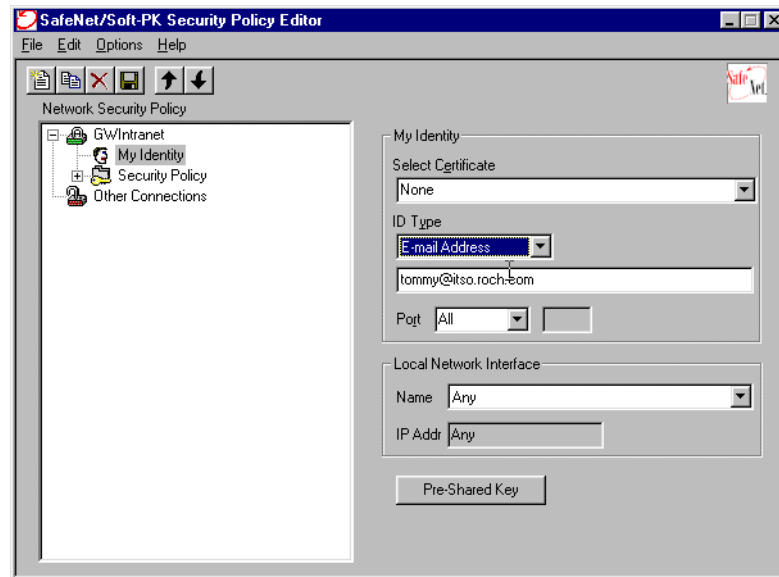 SafeNet/Soft-PK Security Policy Editor
File Edit Options Help
Safe Net.
Network Security Policy
GWIntranet
My Identity
Security Policy
Other Connections
My Identity
Select Certificate
None
ID Type
E-mail Address
tommy@itso.roch.com
Port All
Local Network Interface
Name Any
IP Addr Any
Pre-Shared Key